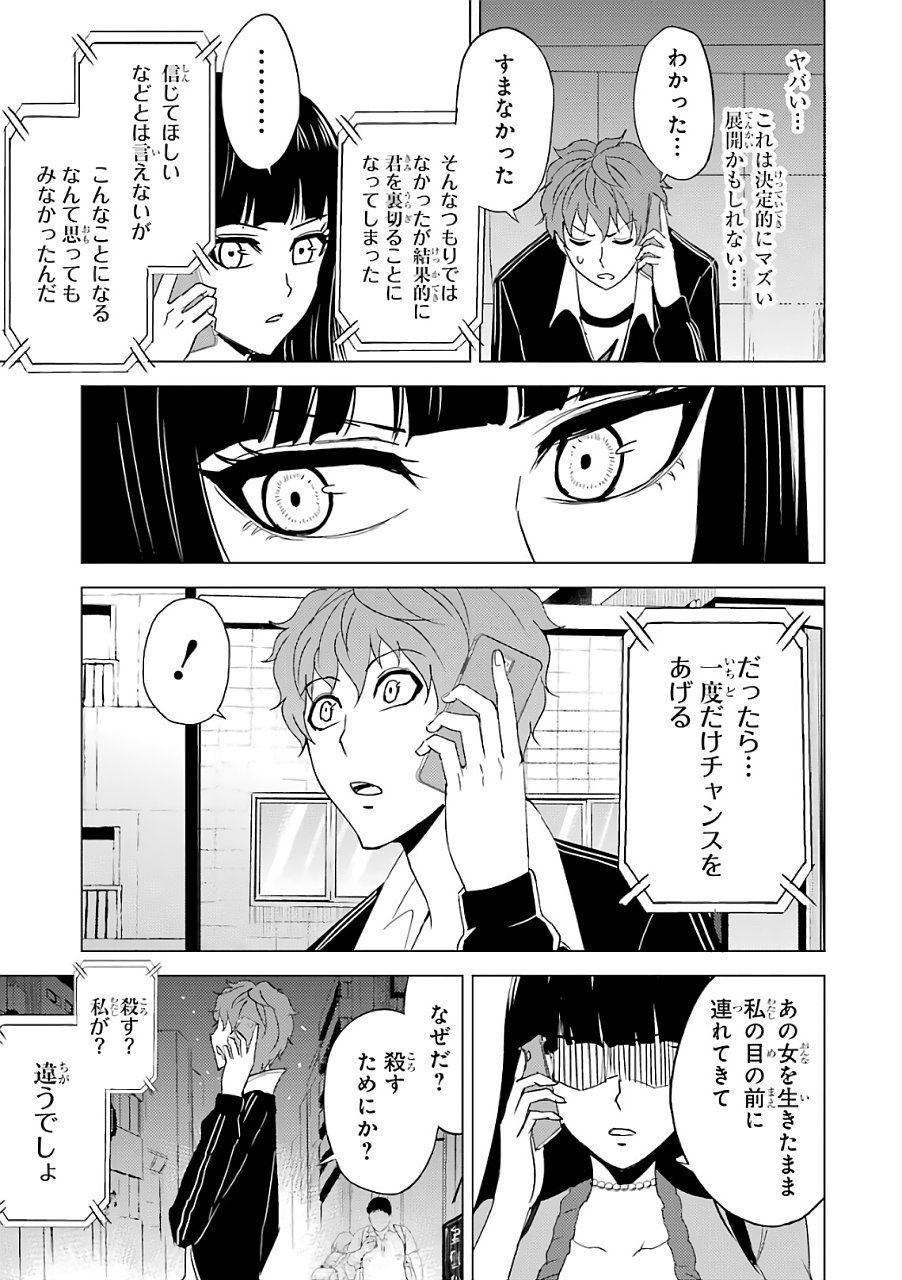 ヤバい…
これは決定的にマズい
展開かもしれない…
わかった…
すまなかった
そんなつもりでは
なかったが結果的に
君を裏切ることに
なってしまった
………
信じてほしい
などとは言えないが
こんなことになる
なんて思っても
みなかったんだ
だったら…
一度だけチャンスを
あげる
！
あの女を生きたまま
私の目の前に
連れてきて
なぜだ？
殺す
ためにか？
殺す？
私が？
違うでしょ